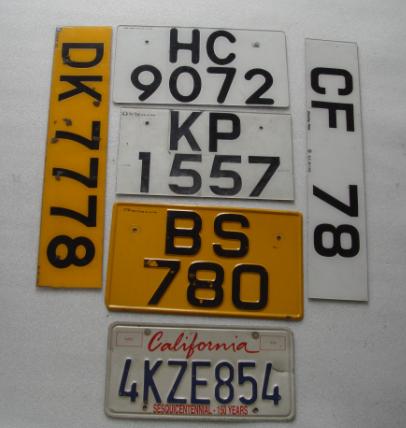 DK 7778
HC
9072
KP
1557
BS
780
CF 78
California
4KZE854
SESQUICENTENNIAL - 150 YEARS